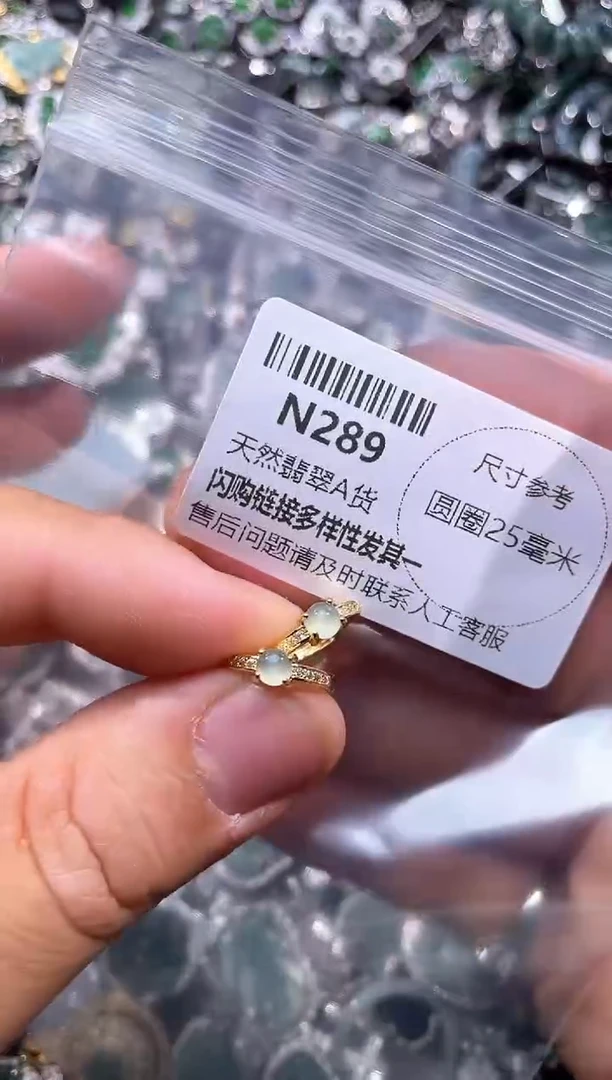 N289
天然翡翠A货
闪购链接多样性发其一
售后问题请及时联系人工客服
尺寸参考
圆圈25毫米